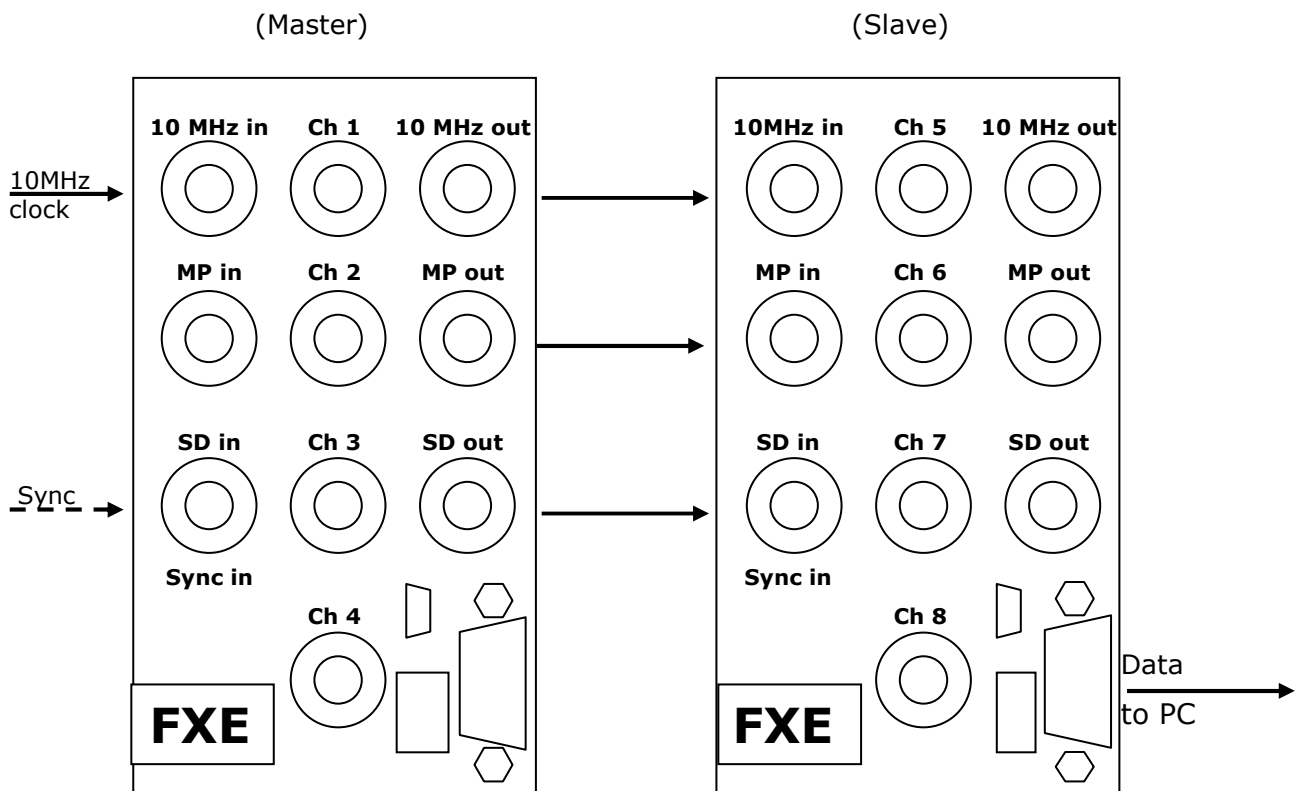 (Master) (Slave)
10 MHz in Ch 1 10 MHz out 10MHz in Ch 5 10 MHz out
10MHz
clock
MP in Ch 2 MP out MP in Ch 6 MP out
SD in Ch 3 SD out SD in Ch 7 SD out
Sync
Sync in Sync in
Ch 4 Ch 8
Data
to PC
FXE FXE